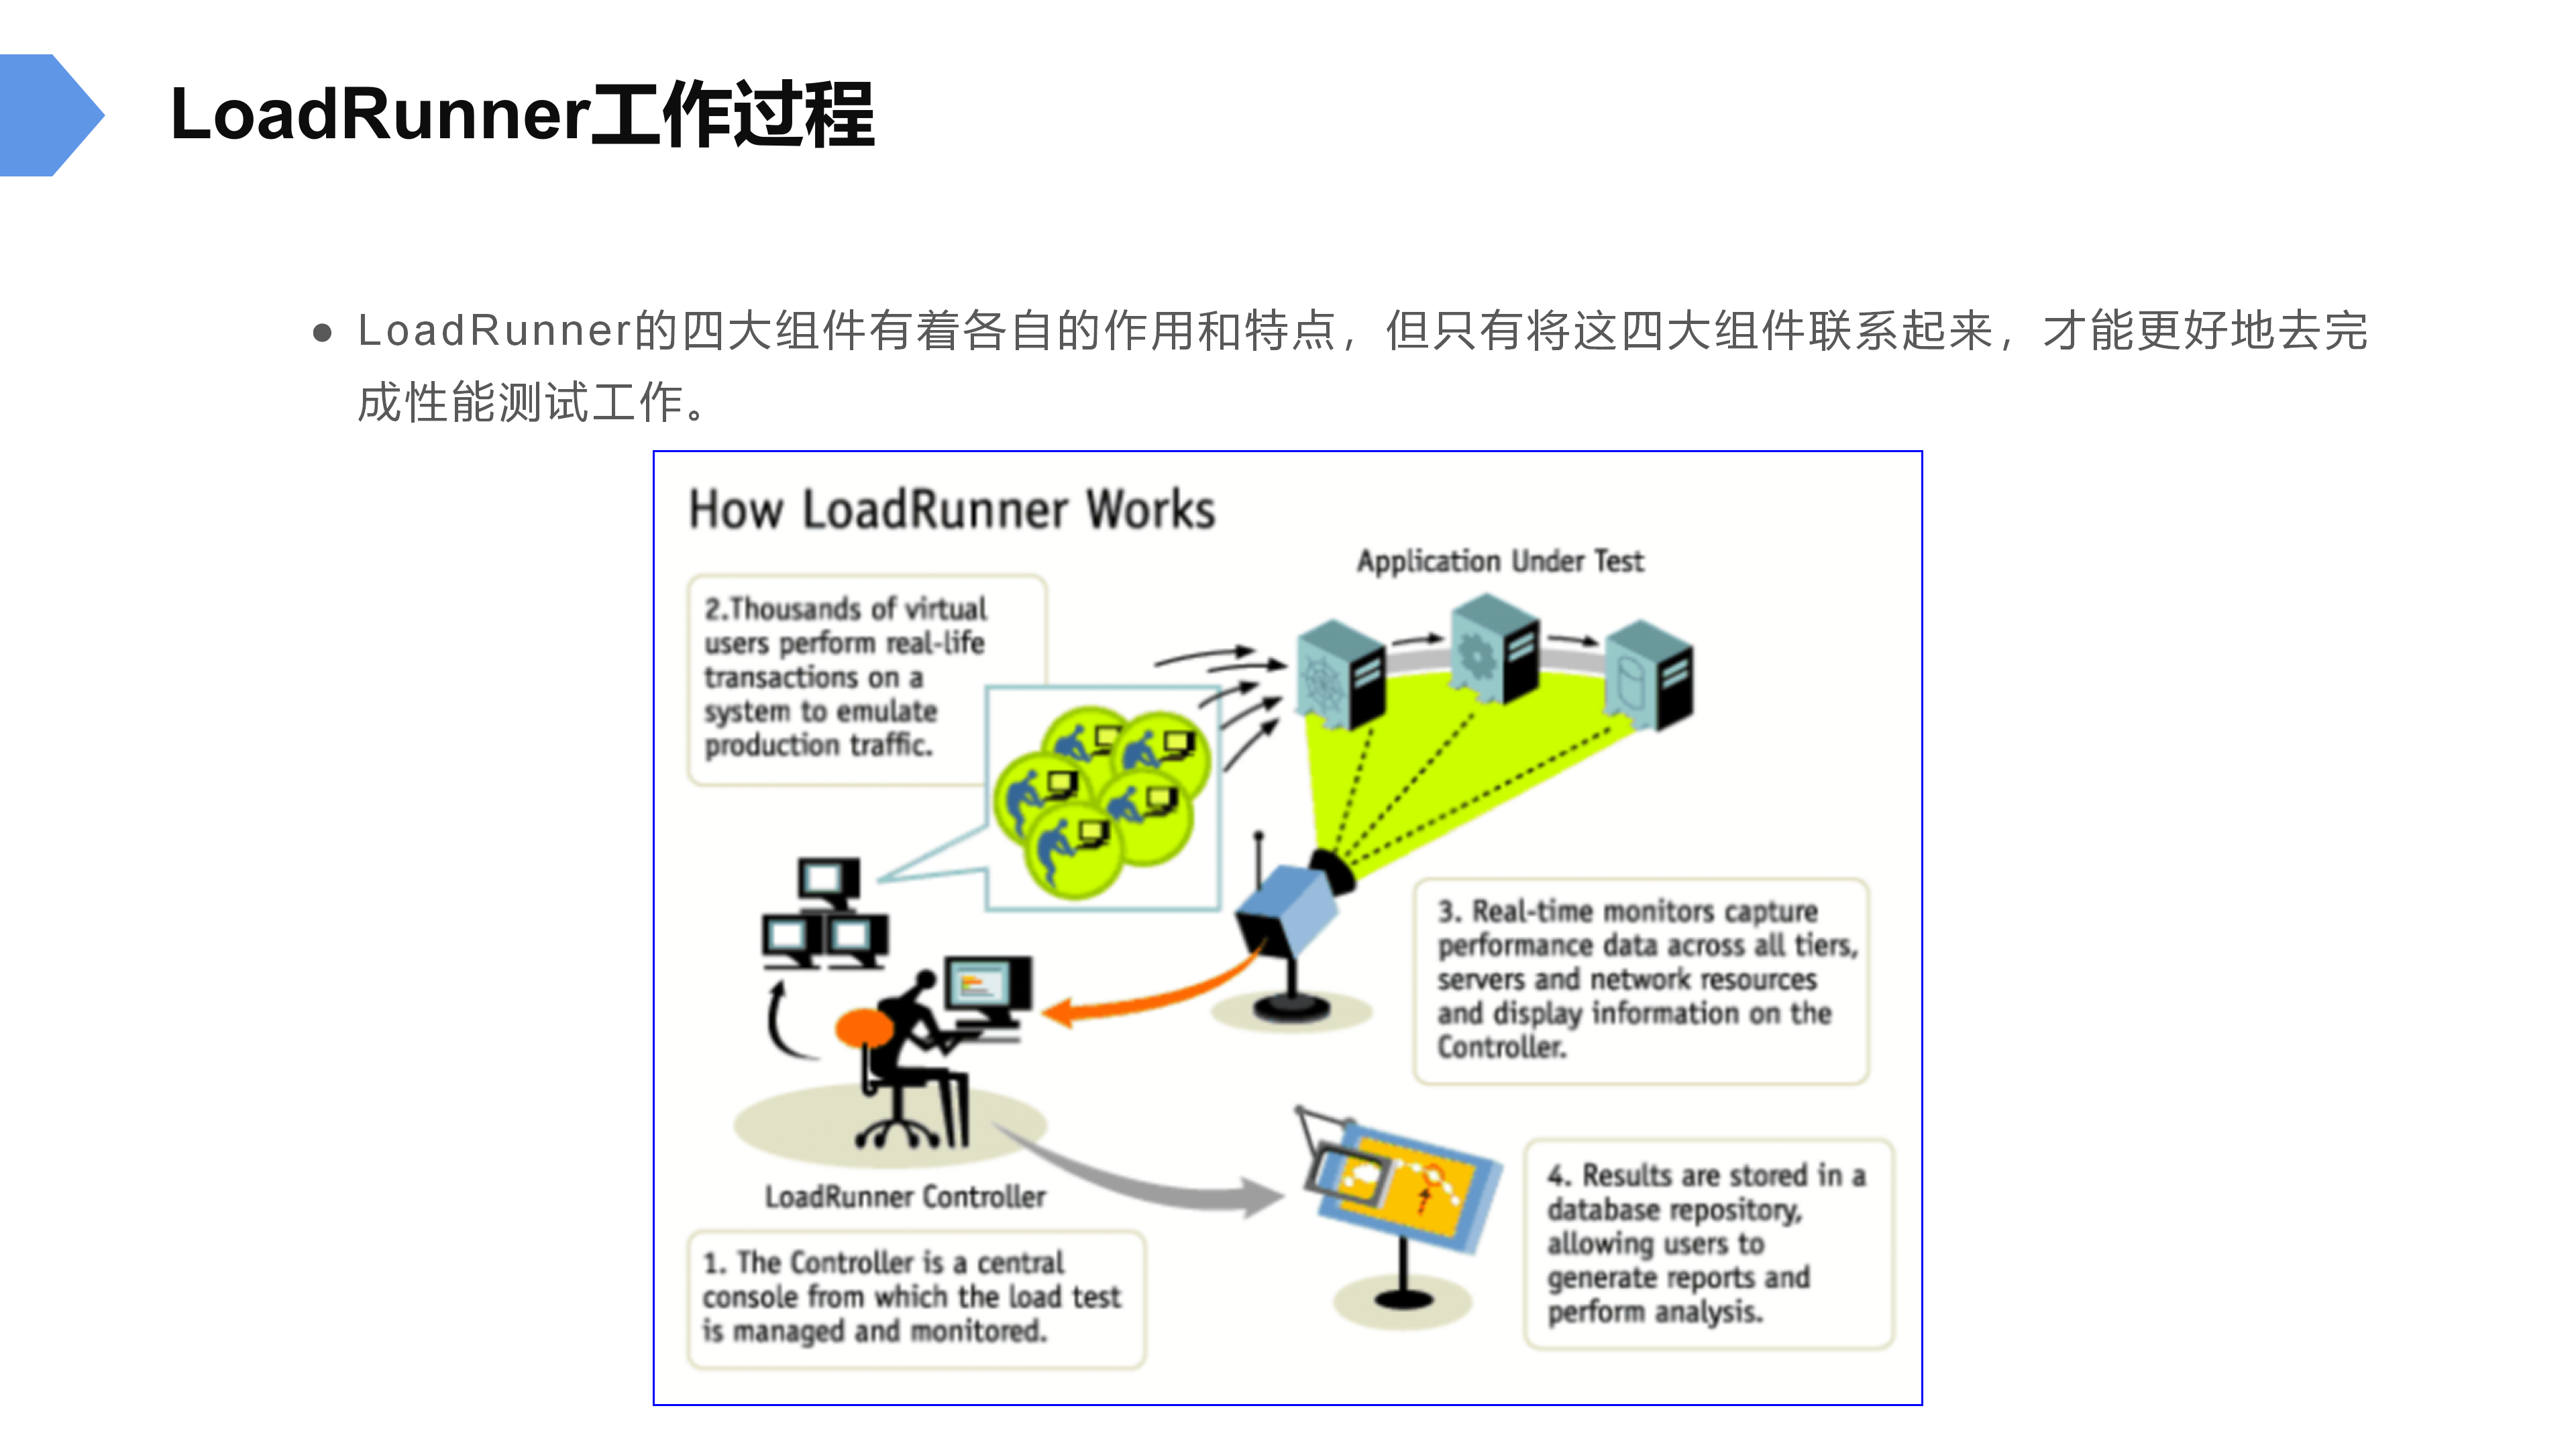 LoadRunner工作过程
● LoadRunner的四大组件有着各自的作用和特点，但只有将这四大组件联系起来，才能更好地去完
成性能测试工作。
How LoadRunner Works
Application Under Test
2.Thousands of virtual
users perform real-life
transactions on a
system to emulate
production traffic.
3. Real-time monitors capture
performance data across all tiers,
servers and network resources
and display information on the
Controller.
LoadRunner Controller
1. The Controller is a central
console from which the load test
is managed and monitored.
4. Results are stored in a
database repository,
allowing users to
generate reports and
perform analysis.